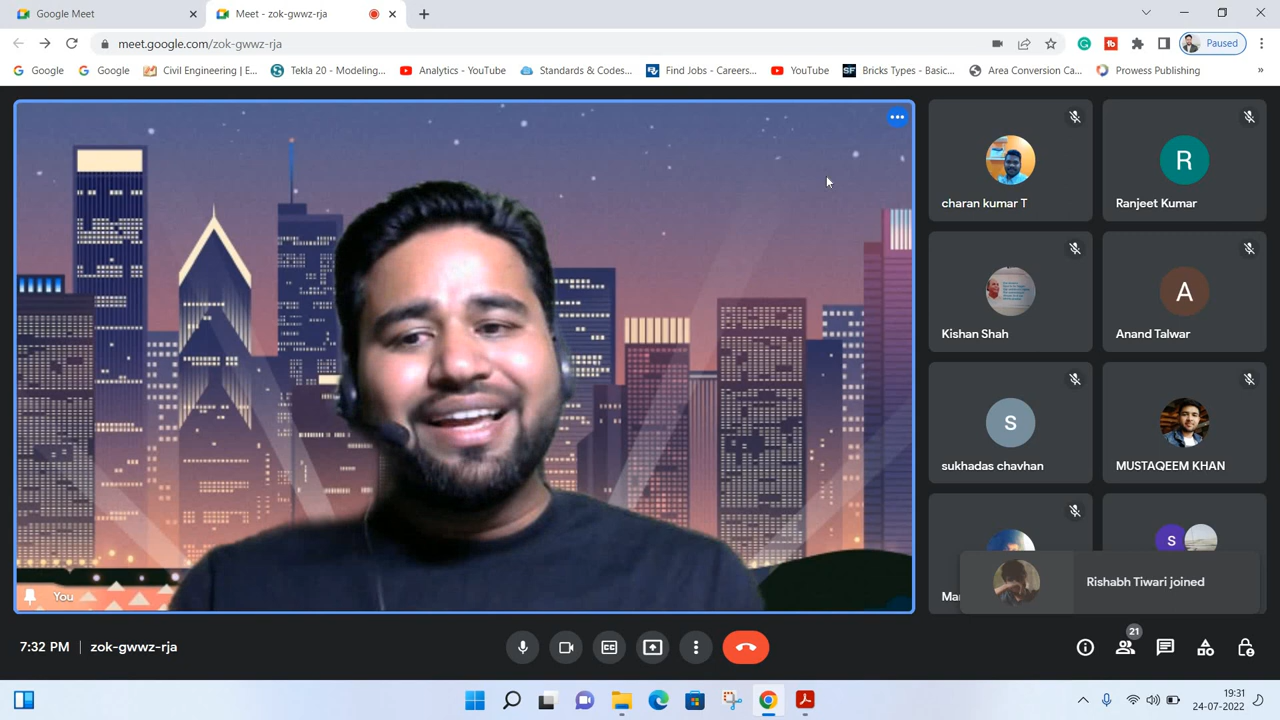 Google Meet
Meet - zok-gwwz-rja
meet.google.com/zok-gwwz-rja
Paused
Google
Google
Civil Engineering | E...
Tekla 20 - Modeling...
Analytics - YouTube
Standards & Codes...
Find Jobs - Careers...
YouTube
SF
Bricks Types - Basic...
Area Conversion Ca...
Prowess Publishing
»
charan kumar T
R
Ranjeet Kumar
Kishan Shah
A
Anand Talwar
s
sukhadas chavhan
MUSTAQEEM KHAN
s
Rishabh Tiwari joined
You
7:32 PM | zok-gwwz-rja
CC
21
19:31
24-07-2022